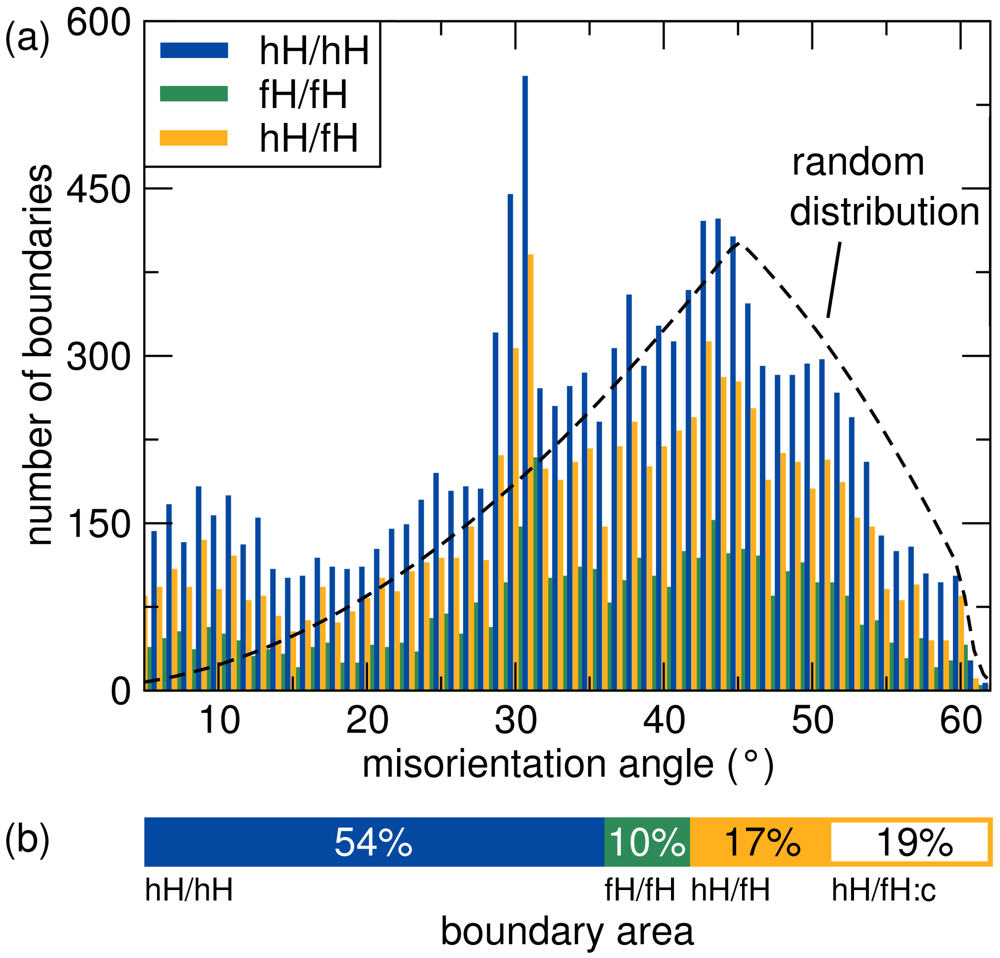 (a)
600
450
300
150
0
number of boundaries
hH/hH
fH/fH
hH/fH
random
distribution
10 20 30 40 50 60
misorientation angle (°)
(b)
54% 10% 17% 19%
hH/hH fH/fH hH/fH hH/fH:c
boundary area